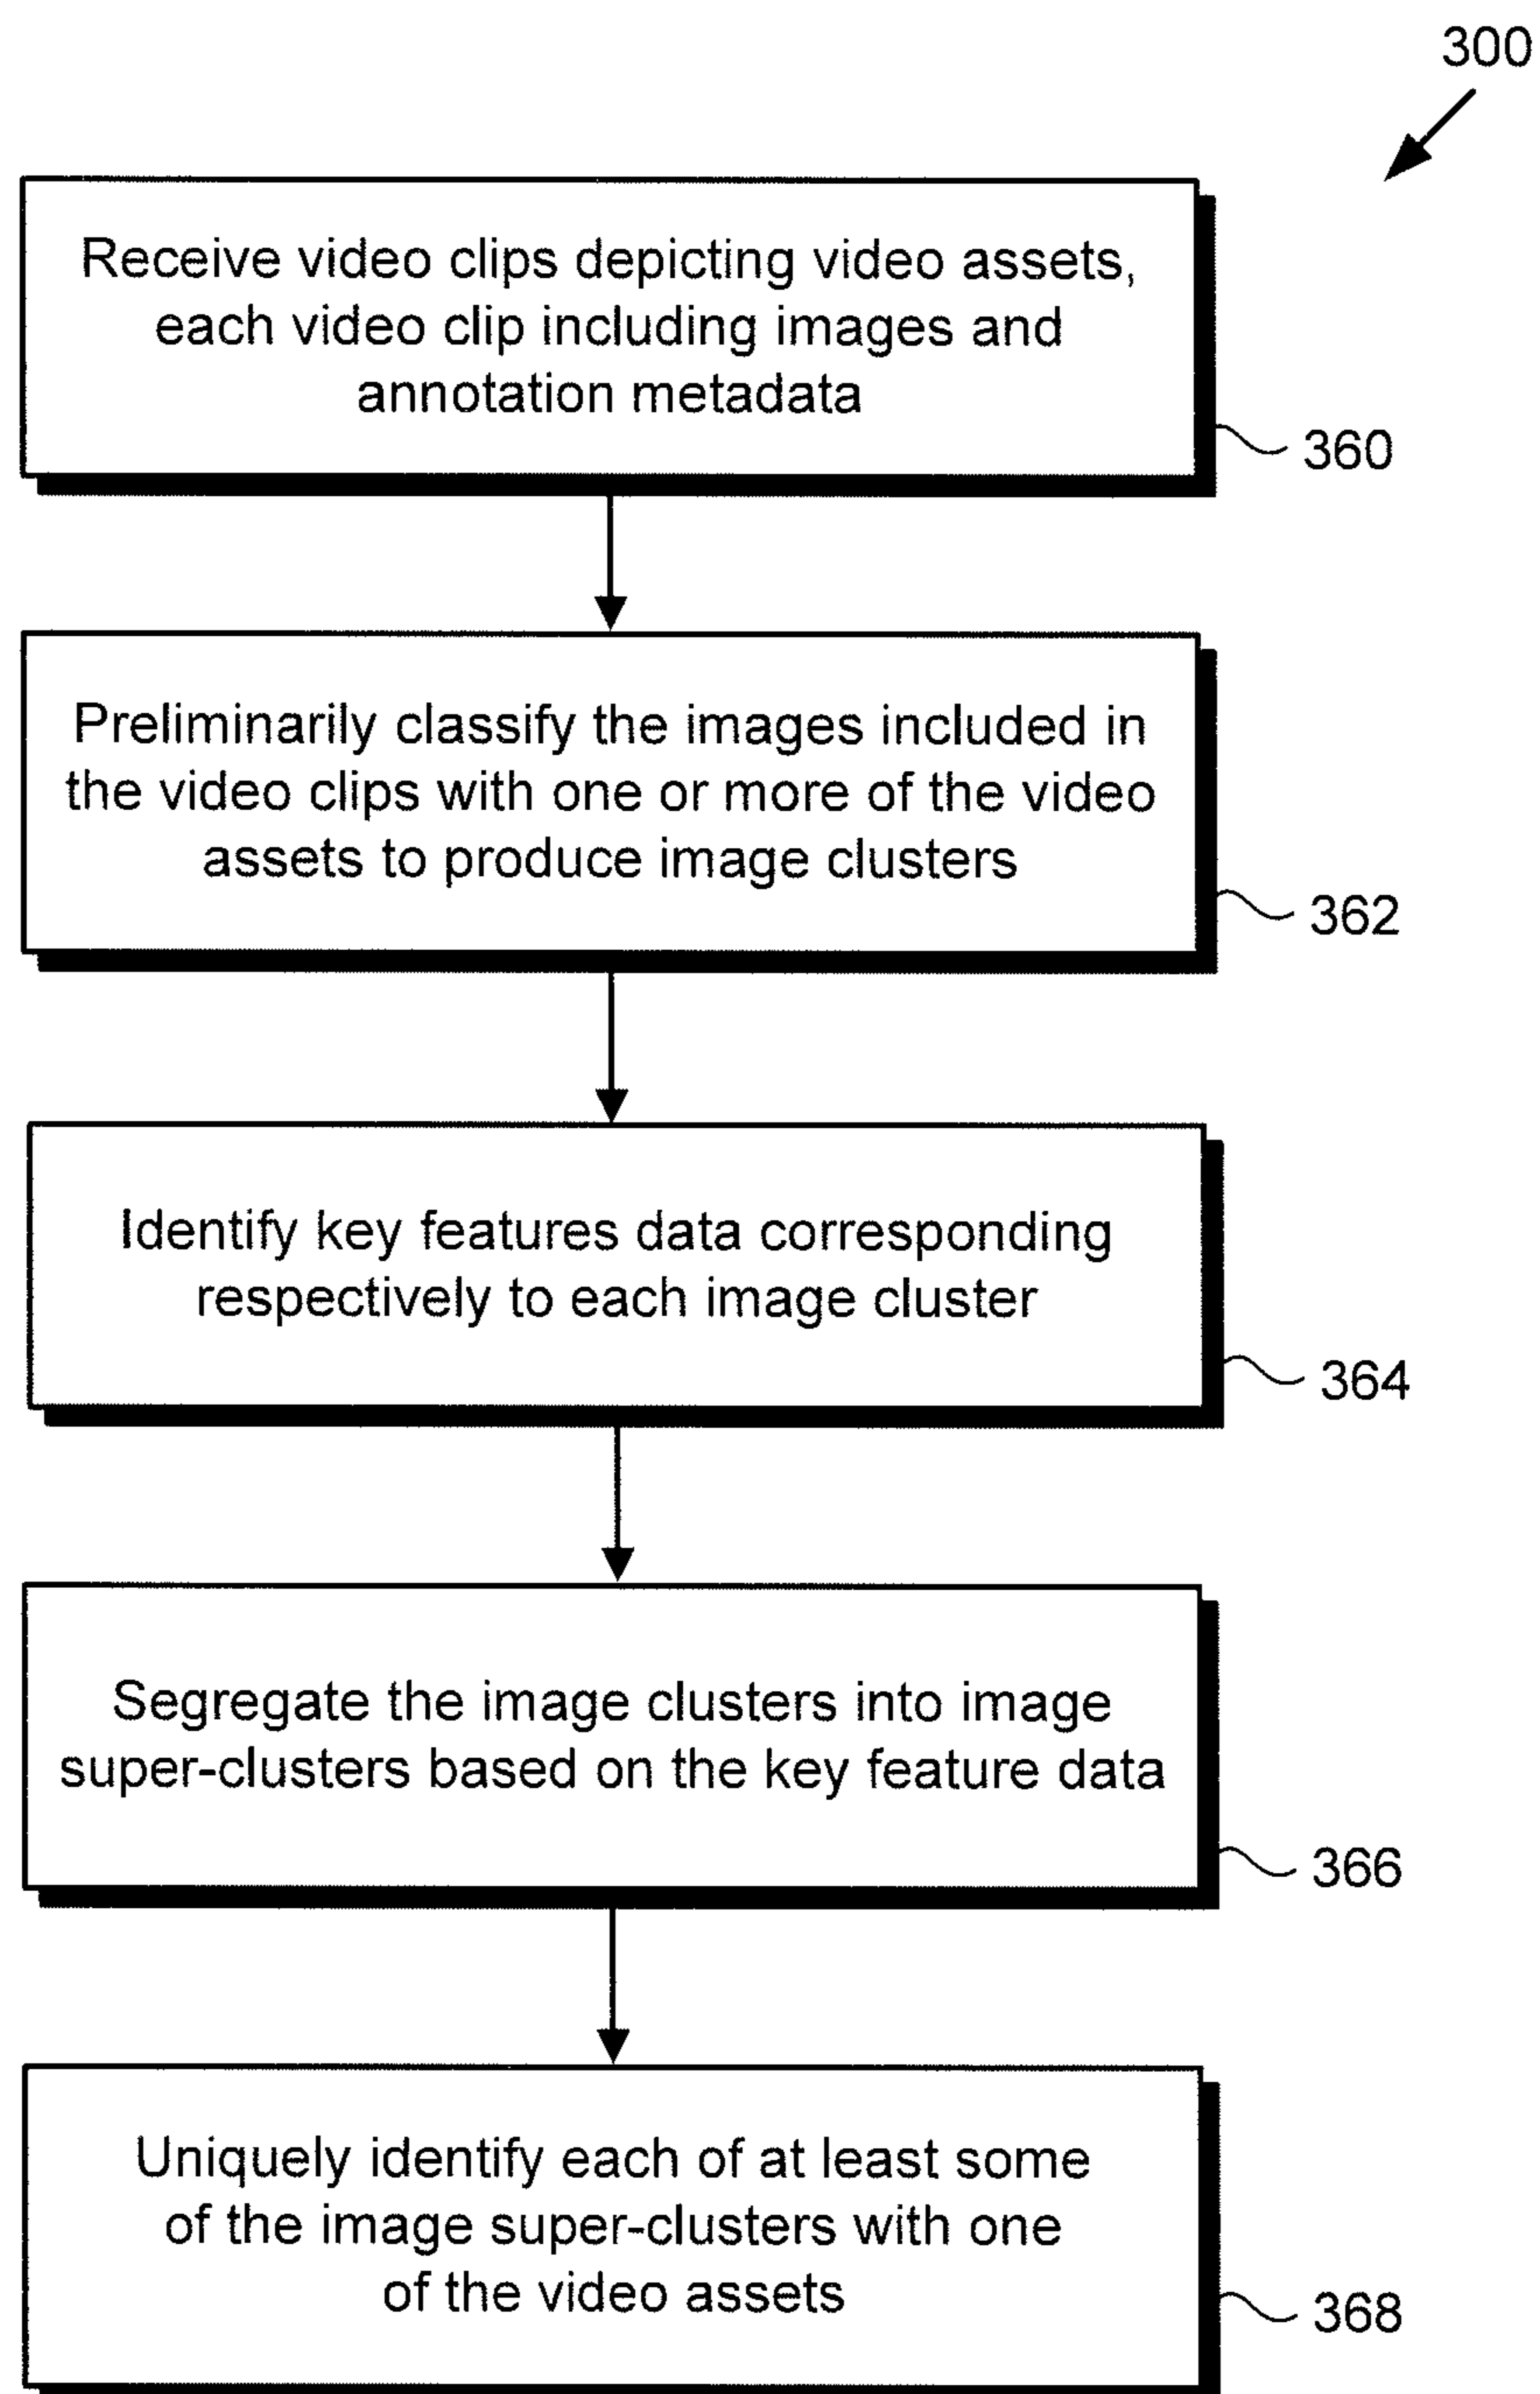 300
Receive video clips depicting video assets,
each video clip including images and
annotation metadata
360
Preliminarily classify the images included in
the video clips with one or more of the video
assets to produce image clusters
362
Identify key features data corresponding
respectively to each image cluster
364
Segregate the image clusters into image
super-clusters based on the key feature data
366
Uniquely identify each of at least some
of the image super-clusters with one
of the video assets
368